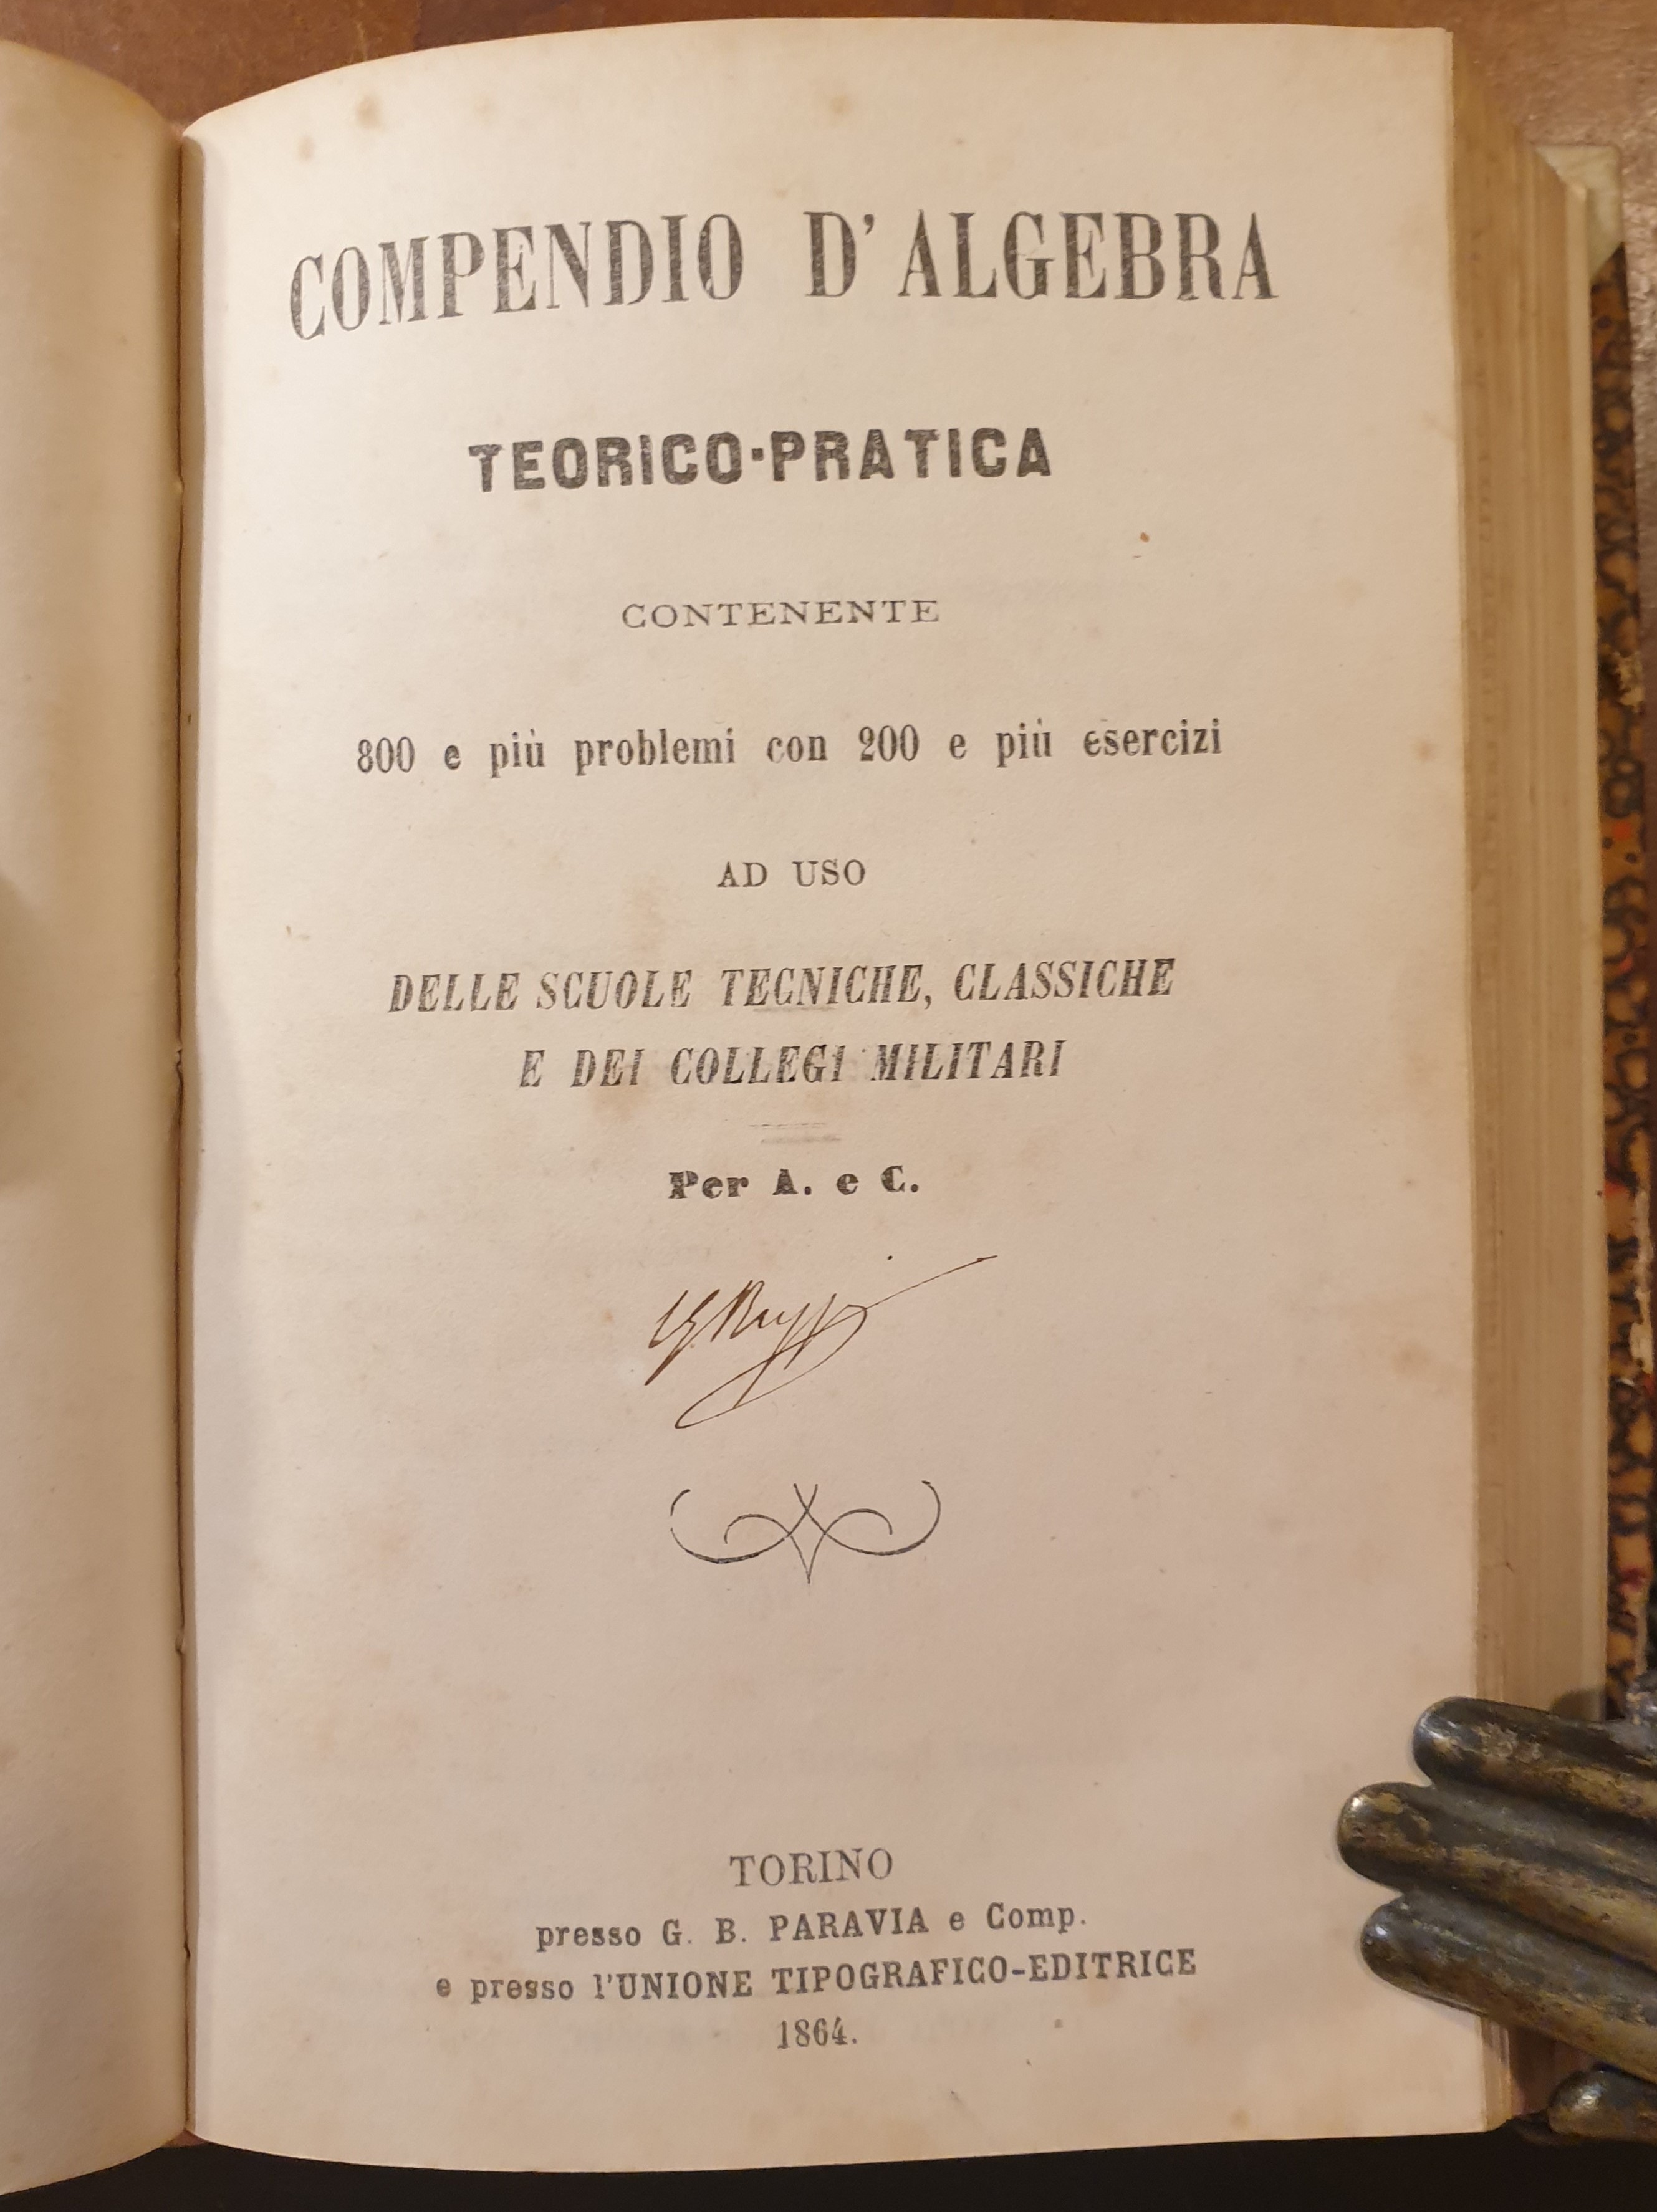 COMPENDIO D'ALGEBRA
TEORICO-PRATICA
CONTENENTE
800 e più problemi con 200 e più esercizi
AD USO
DELLE SCUOLE TECNICHE, CLASSICHE
E DEI COLLEGI MILITARI
Per A. e C.
TORINO
presso G. B. PARAVIA e Comp.
e presso l'UNIONE TIPOGRAFICO-EDITRICE
1864.